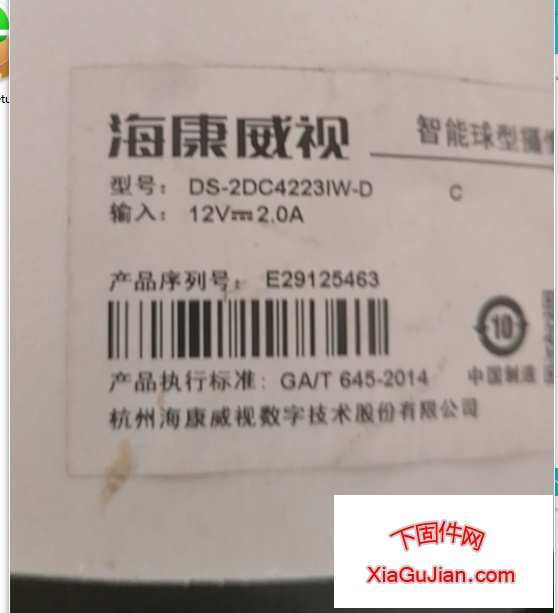 海康威视
智能球型摄
型号: DS-2DC4223IW-D C
输入: 12V⎓2.0A
产品序列号: E29125463
10
产品执行标准: GA/T 645-2014
中国制造
杭州海康威视数字技术股份有限公司
下固件网
XiaGuJian.com